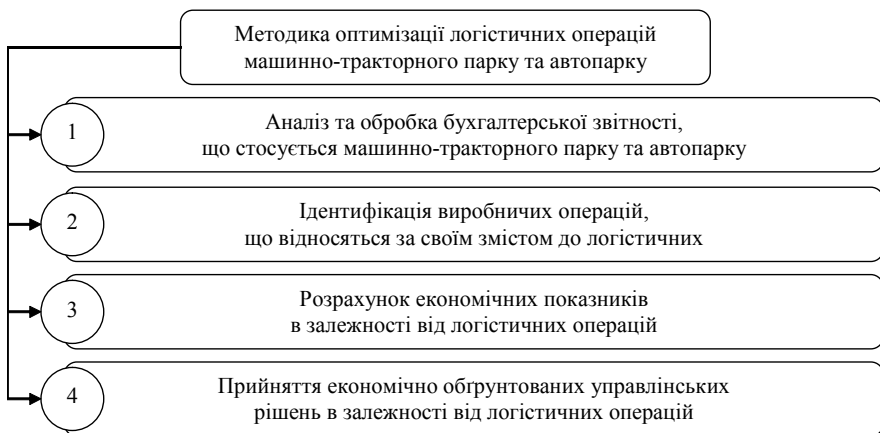 Методика оптимізації логістичних операцій
машинно-тракторного парку та автопарку
1
Аналіз та обробка бухгалтерської звітності,
що стосується машинно-тракторного парку та автопарку
2
Ідентифікація виробничих операцій,
що відносяться за своїм змістом до логістичних
3
Розрахунок економічних показників
в залежності від логістичних операцій
4
Прийняття економічно обґрунтованих управлінських
рішень в залежності від логістичних операцій